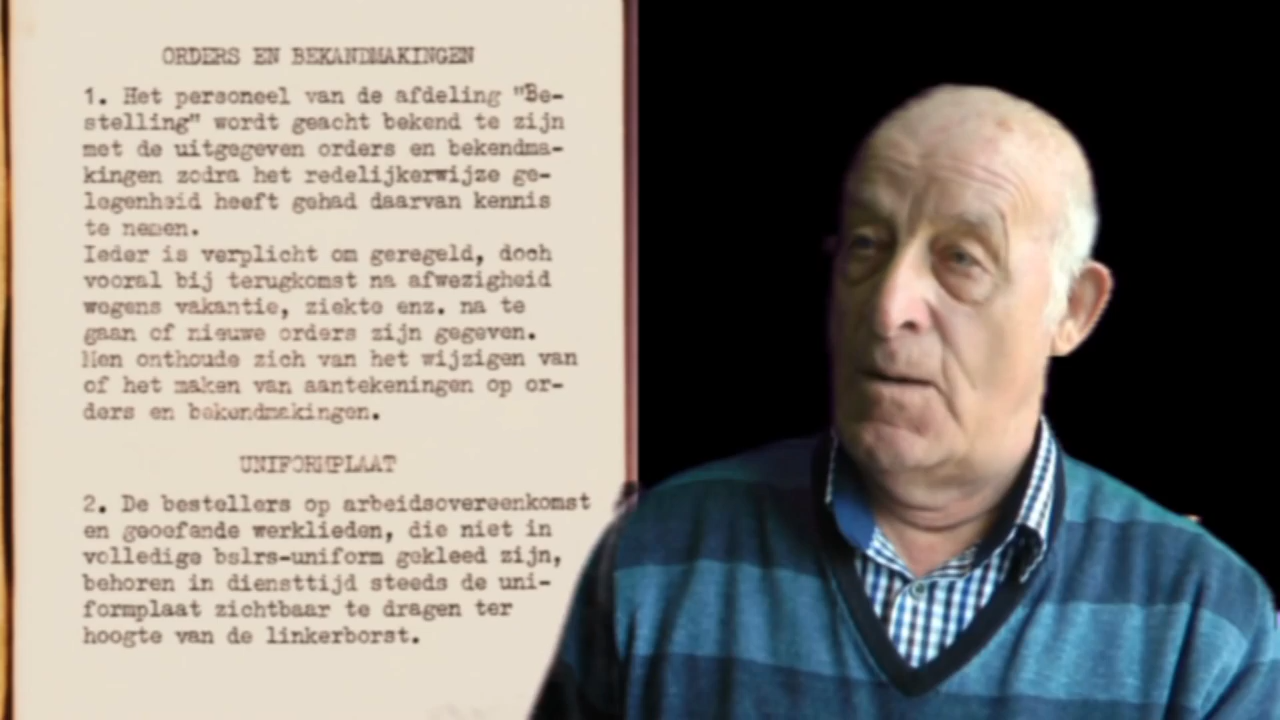 ORDERS EN BEKANDMAKINGEN
1. Het personeel van de afdeling "Be-
stelling" wordt geacht bekend te zijn
met de uitgegeven orders en bekendma-
kingen zodra het redelijkerwijze ge-
legenheid heeft gehad daarvan kennis
te nemen.
Ieder is verplicht om geregeld, doch
vooral bij terugkomst na afwezigheid
wegens vakantie, ziekte enz. na te
gaan of nieuwe orders zijn gegeven.
Men onthoude zich van het wijzigen van
of het maken van aantekeningen op or-
ders en bekendmakingen.
UNIFORMPLAAT
2. De bestellers op arbeidsovereenkomst
en geoefende werklieden, die niet in
volledige bslrs-uniform gekleed zijn,
behoren in diensttijd steeds de uni-
formplaat zichtbaar te dragen ter
hoogte van de linkerborst.